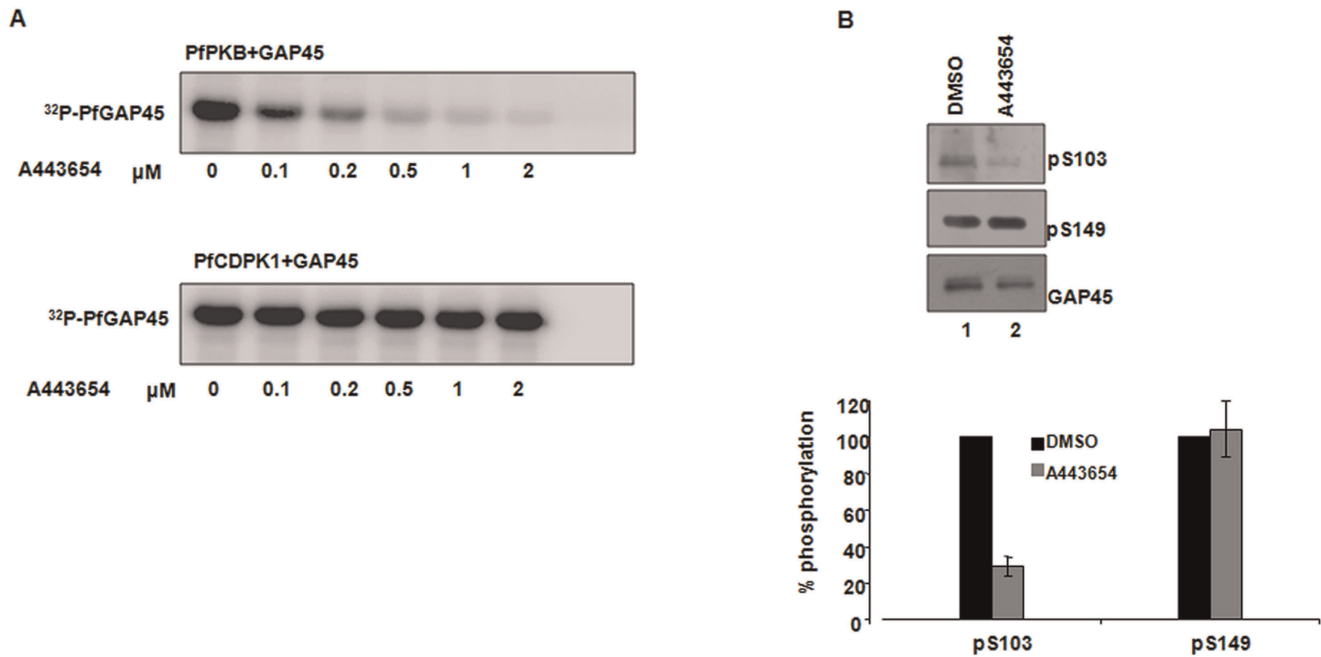 A
PfPKB+GAP45
32P-PfGAP45
A443654 μM 0 0.1 0.2 0.5 1 2
PfCDPK1+GAP45
32P-PfGAP45
A443654 μM 0 0.1 0.2 0.5 1 2
B
DMSO
A443654
pS103
pS149
GAP45
1 2
% phosphorylation
120
100
80
60
40
20
0
DMSO
A443654
pS103 pS149